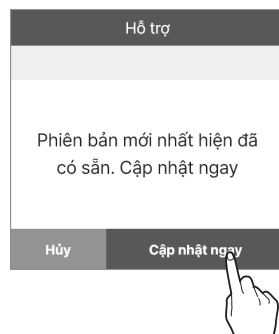 Hỗ trợ
Phiên bản mới nhất hiện đã
có sẵn. Cập nhật ngay
Hủy
Cập nhật ngay